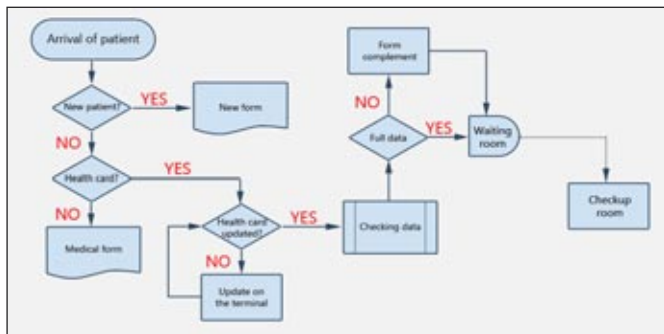 Arrival of patient
New patient?
YES
New form
NO
Health card?
YES
NO
Medical form
Health card
updated?
YES
NO
Update on
the terminal
Checking data
Full data
NO
YES
Form
complement
Waiting
room
Checkup
room